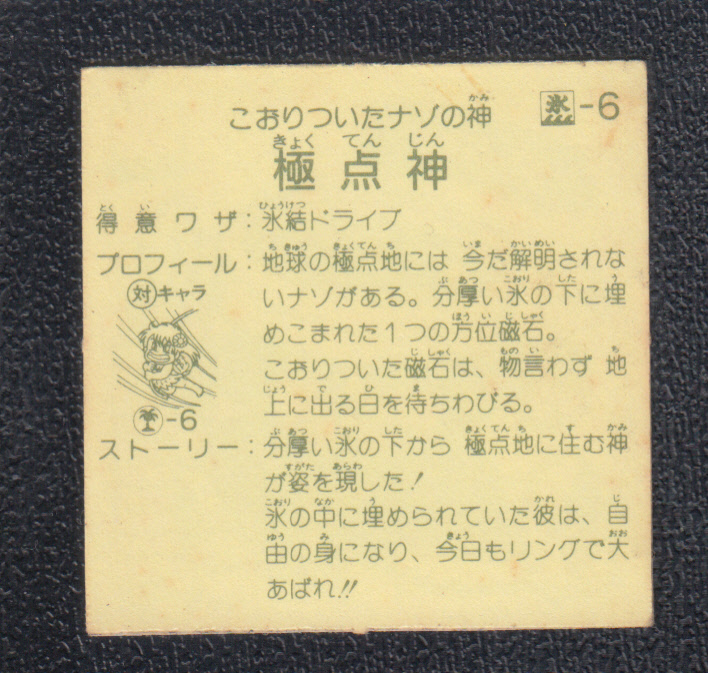 こおりついたナゾの神 氷-6
極点神
得意ワザ：氷結ドライブ
プロフィール：地球の極点地には 今だ解明されな
いナゾがある。分厚い氷の下に埋
めこまれた1つの方位磁石。
こおりついた磁石は、物言わず 地
上に出る日を待ちわびる。
対キャラ
-6
ストーリー：分厚い氷の下から 極点地に住む神
が姿を現した！
氷の中に埋められていた彼は、自
由の身になり、今日もリングで大
あばれ!!